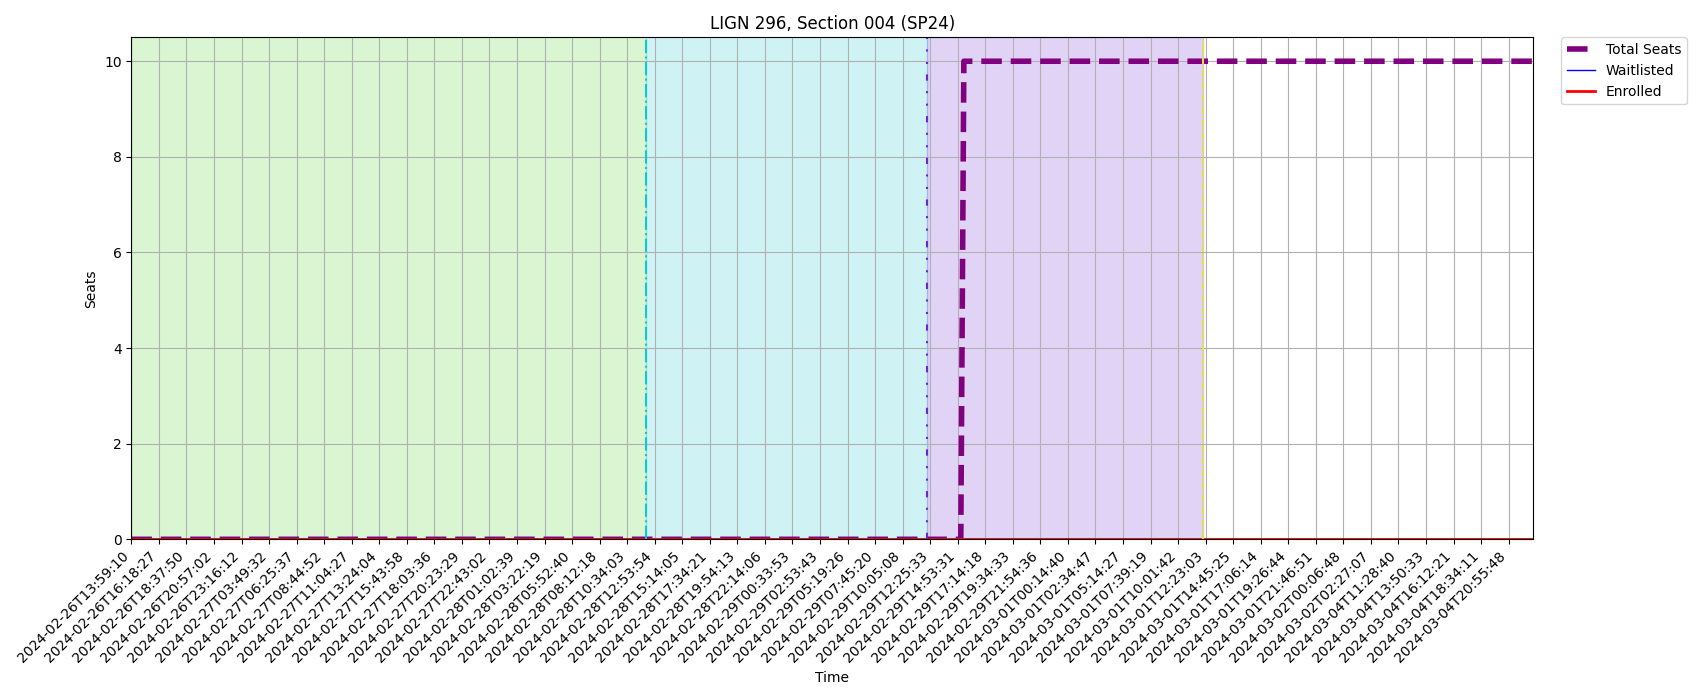 LIGN 296, Section 004 (SP24)
Total Seats
Waitlisted
Enrolled
Seats
10
8
6
4
2
0
2024-02-26T13:59:10
2024-02-26T16:18:27
2024-02-26T18:37:50
2024-02-26T20:57:02
2024-02-26T23:16:12
2024-02-27T03:49:32
2024-02-27T06:25:37
2024-02-27T08:44:52
2024-02-27T11:04:27
2024-02-27T13:24:04
2024-02-27T15:43:58
2024-02-27T18:03:36
2024-02-27T20:23:29
2024-02-27T22:43:02
2024-02-28T01:02:39
2024-02-28T03:22:19
2024-02-28T05:52:40
2024-02-28T08:12:18
2024-02-28T10:34:03
2024-02-28T12:53:54
2024-02-28T15:14:05
2024-02-28T17:34:21
2024-02-28T19:54:13
2024-02-28T22:14:06
2024-02-29T00:33:53
2024-02-29T02:53:43
2024-02-29T05:19:26
2024-02-29T07:45:20
2024-02-29T10:05:08
2024-02-29T12:25:33
2024-02-29T14:53:31
2024-02-29T17:14:18
2024-02-29T19:34:33
2024-02-29T21:54:36
2024-03-01T00:14:40
2024-03-01T02:34:47
2024-03-01T05:14:27
2024-03-01T07:39:19
2024-03-01T10:01:42
2024-03-01T12:23:03
2024-03-01T14:45:25
2024-03-01T17:06:14
2024-03-01T19:26:44
2024-03-01T21:46:51
2024-03-02T00:06:48
2024-03-02T02:27:07
2024-03-04T11:28:40
2024-03-04T13:50:33
2024-03-04T16:12:21
2024-03-04T18:34:11
2024-03-04T20:55:48
Time